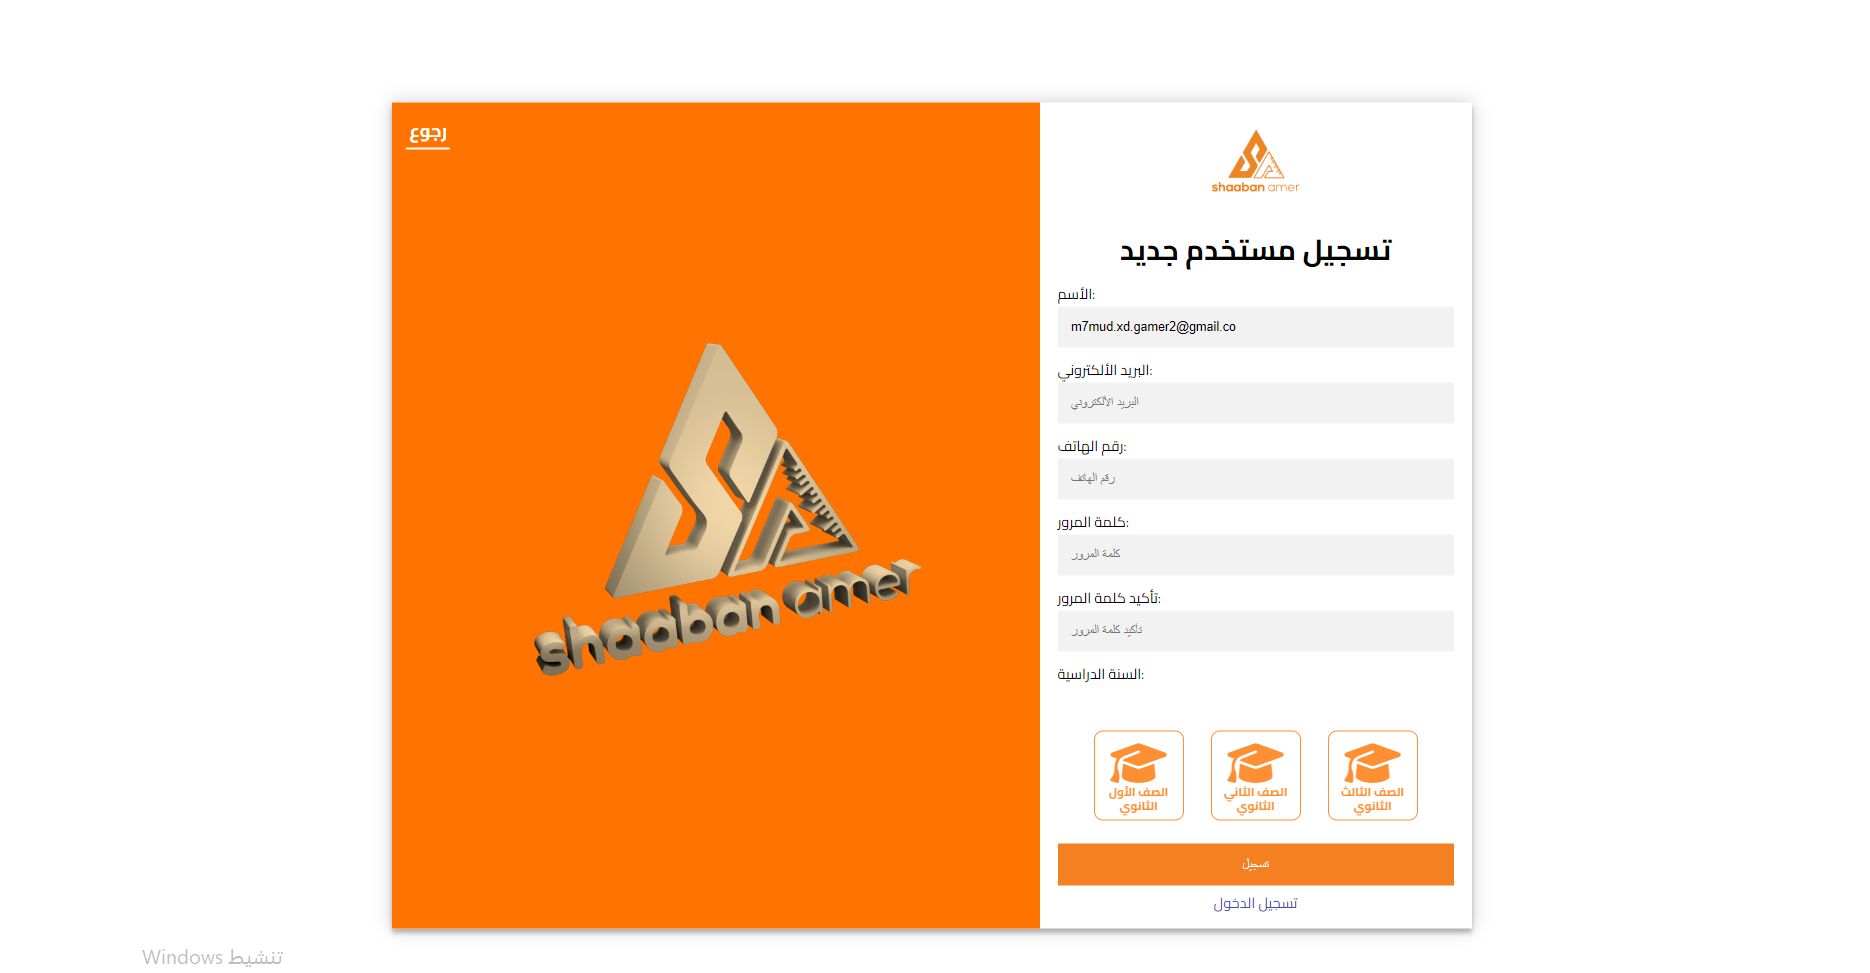 رجوع
shaaban amer
shaaban amer
تسجيل مستخدم جديد
الأسم:
m7mud.xd.gamer2@gmail.co
البريد الألكتروني:
البريد الألكتروني
رقم الهاتف:
رقم الهاتف
كلمة المرور:
كلمة المرور
تأكيد كلمة المرور:
تأكيد كلمة المرور
السنة الدراسية:
الصف الأول
الثانوي
الصف الثاني
الثانوي
الصف الثالث
الثانوي
تسجيل
تسجيل الدخول
تنشيط Windows